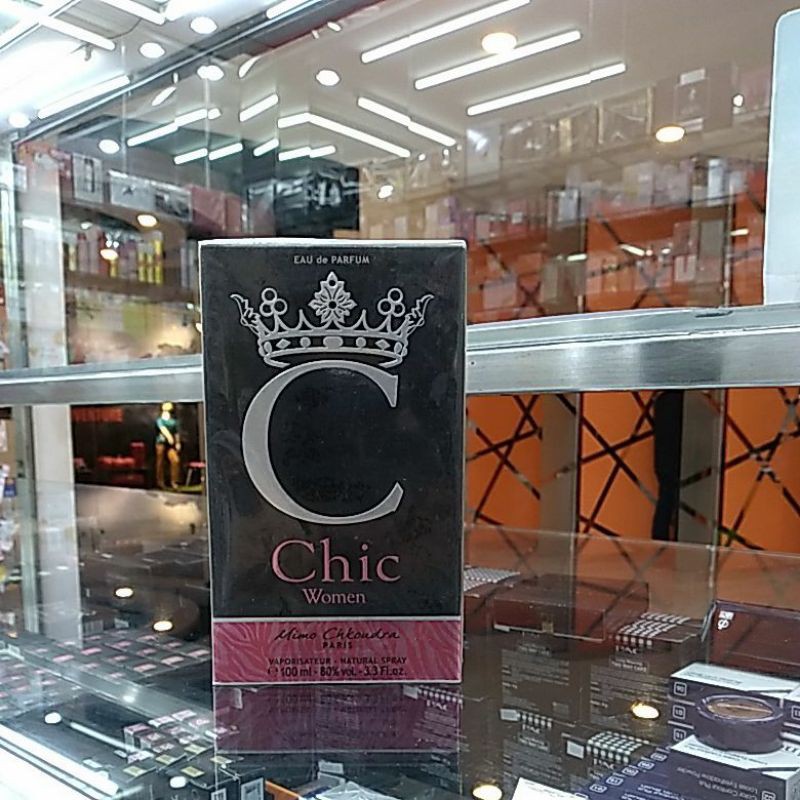 EAU de PARFUM
C
Chic
Women
Mimo Chkoudra
PARIS
VAPORISATEUR - NATURAL SPRAY
e 100 ml - 80% vol. - 3.3 Fl.oz.